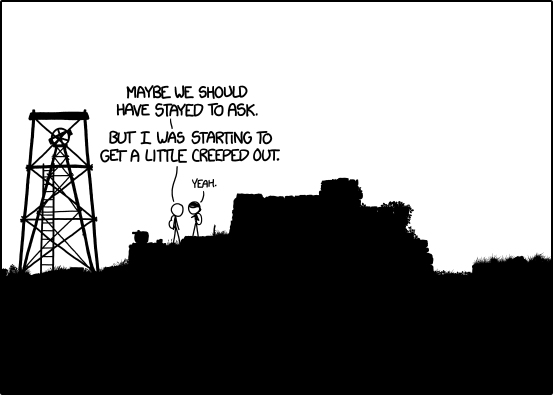 MAYBE WE SHOULD
HAVE STAYED TO ASK.
BUT I WAS STARTING TO
GET A LITTLE CREEPED OUT.
YEAH.